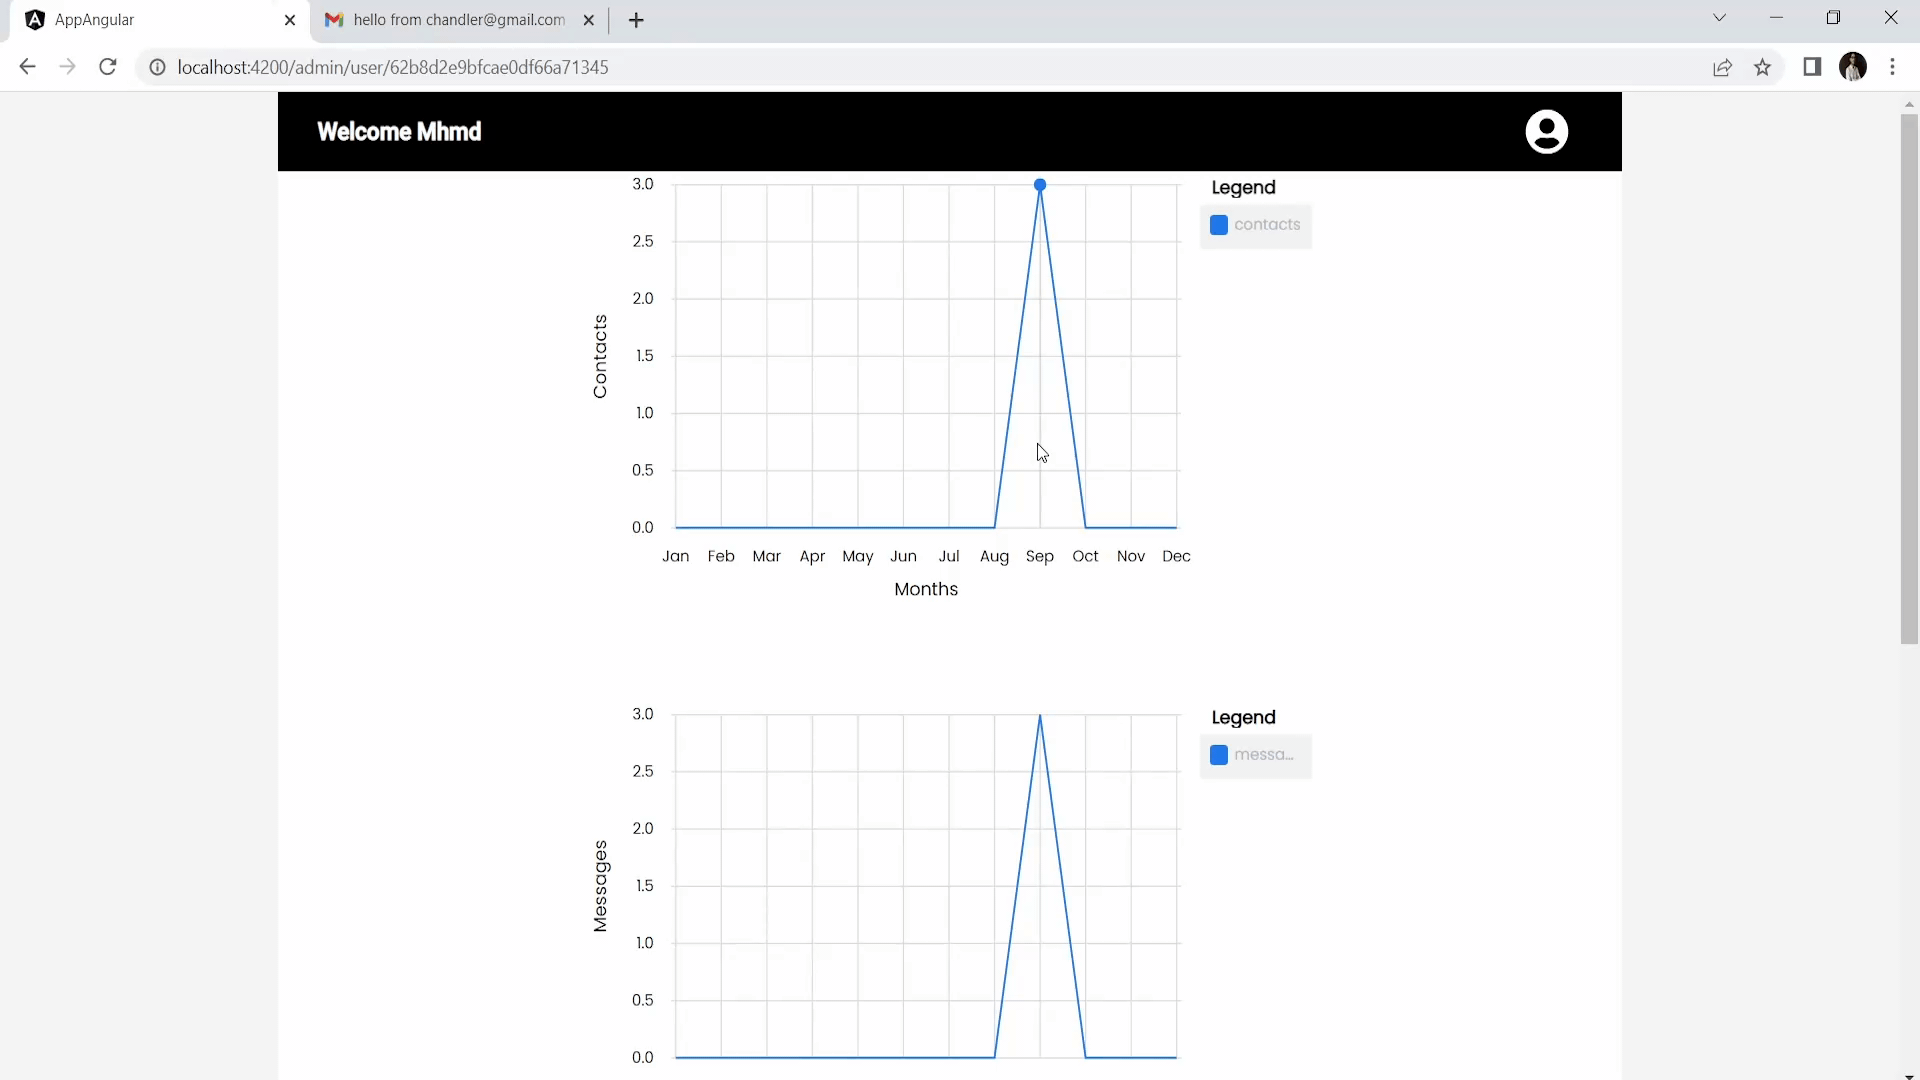 AppAngular
hello from chandler@gmail.com
localhost:4200/admin/user/62b8d2e9bfcae0df66a71345
Welcome Mhmd
3.0
2.5
2.0
1.5
1.0
0.5
0.0
Contacts
Jan Feb Mar Apr May Jun Jul Aug Sep Oct Nov Dec
Months
Legend
contacts
3.0
2.5
2.0
1.5
1.0
0.5
0.0
Messages
Legend
messa...